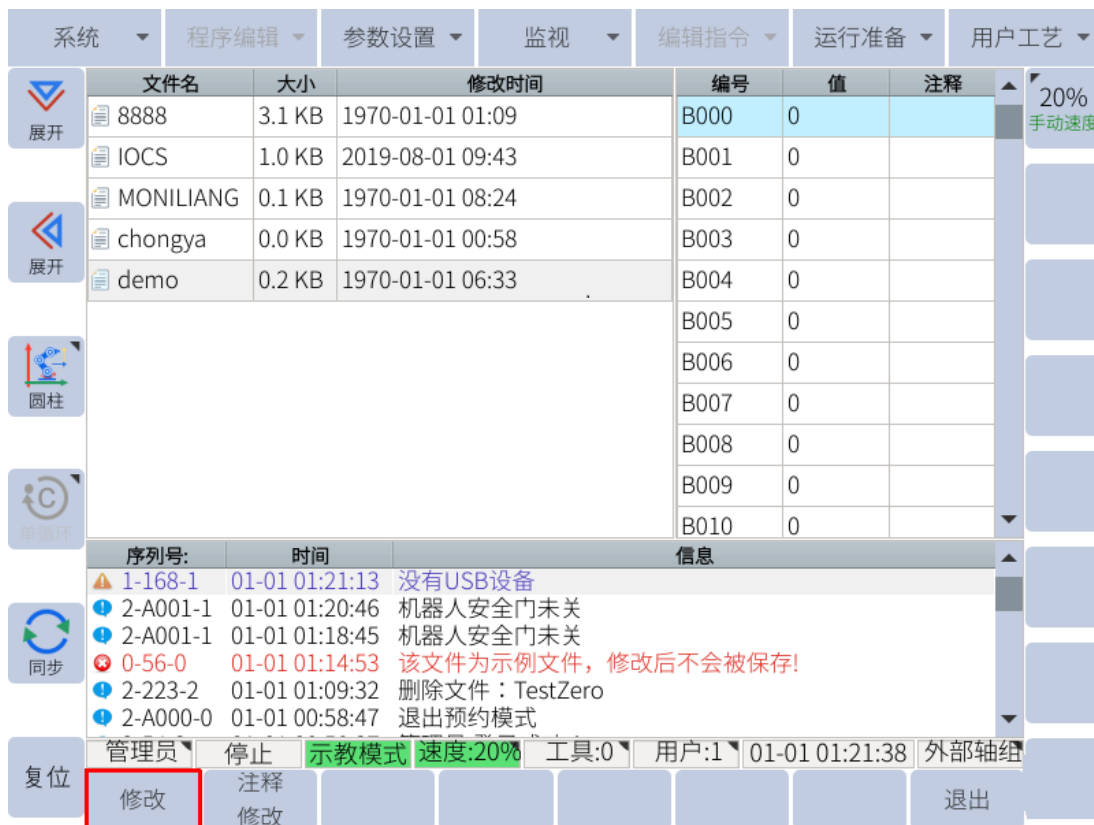 系统 程序编辑 参数设置 监视 编辑指令 运行准备 用户工艺
展开
展开
圆柱
单循环
同步
复位
文件名 大小 修改时间
8888 3.1 KB 1970-01-01 01:09
IOCS 1.0 KB 2019-08-01 09:43
MONILIANG 0.1 KB 1970-01-01 08:24
chongya 0.0 KB 1970-01-01 00:58
demo 0.2 KB 1970-01-01 06:33
编号 值 注释
B000 0
B001 0
B002 0
B003 0
B004 0
B005 0
B006 0
B007 0
B008 0
B009 0
B010 0
20%
手动速度
序列号: 时间 信息
1-168-1 01-01 01:21:13 没有USB设备
2-A001-1 01-01 01:20:46 机器人安全门未关
2-A001-1 01-01 01:18:45 机器人安全门未关
0-56-0 01-01 01:14:53 该文件为示例文件，修改后不会被保存!
2-223-2 01-01 01:09:32 删除文件：TestZero
2-A000-0 01-01 00:58:47 退出预约模式
管理员 停止 示教模式 速度:20% 工具:0 用户:1 01-01 01:21:38 外部轴组
修改
注释
修改
退出